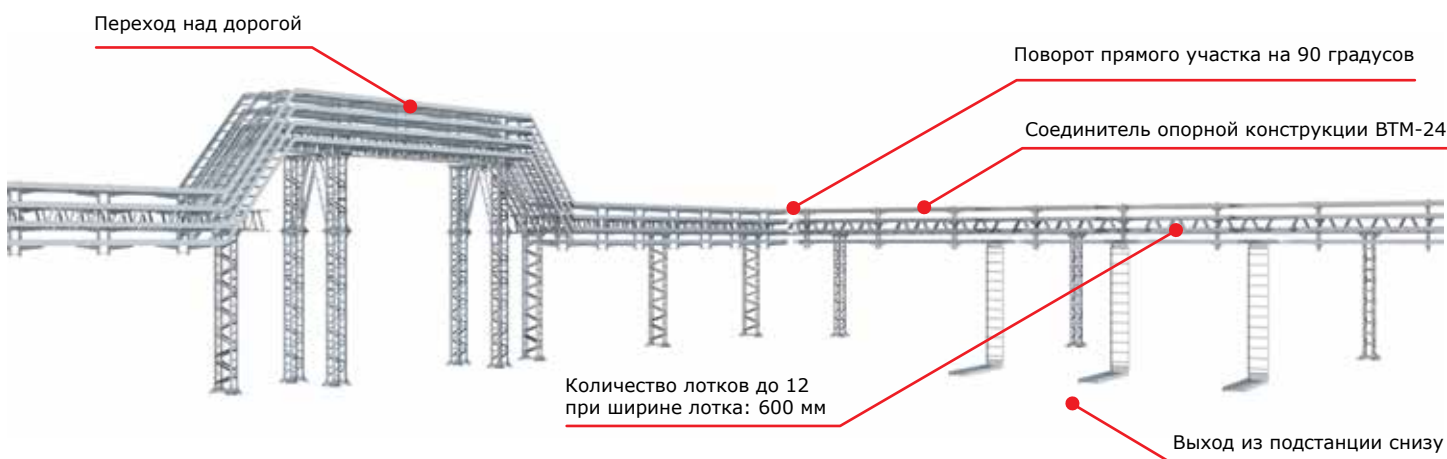 Переход над дорогой
Поворот прямого участка на 90 градусов
Соединитель опорной конструкции ВТМ-24
Количество лотков до 12
при ширине лотка: 600 мм
Выход из подстанции снизу